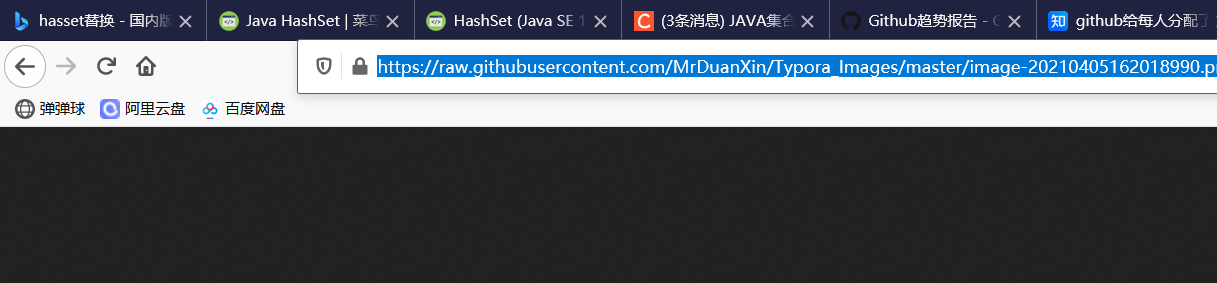 hasset替换 - 国内版
Java HashSet | 菜鸟
HashSet (Java SE 1
(3条消息) JAVA集合
Github趋势报告 - G
github给每人分配了
https://raw.githubusercontent.com/MrDuanXin/Typora_Images/master/image-20210405162018990.pn
弹弹球
阿里云盘
百度网盘